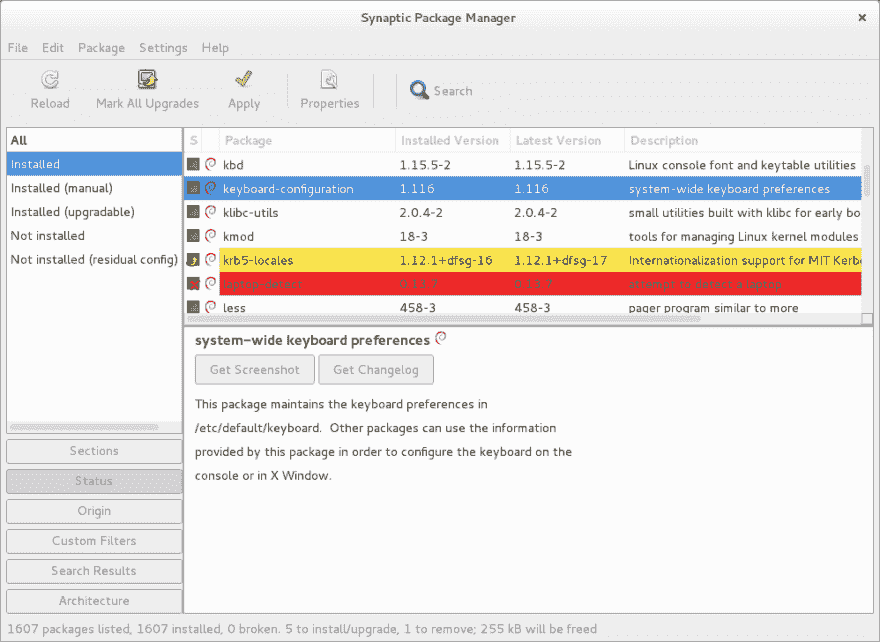 Synaptic Package Manager
File Edit Package Settings Help
Reload Mark All Upgrades Apply Properties Search
All
Installed
Installed (manual)
Installed (upgradable)
Not installed
Not installed (residual config)
S Package Installed Version Latest Version Description
kbd 1.15.5-2 1.15.5-2 Linux console font and keytable utilities
keyboard-configuration 1.116 1.116 system-wide keyboard preferences
klibc-utils 2.0.4-2 2.0.4-2 small utilities built with klibc for early bo
kmod 18-3 18-3 tools for managing Linux kernel modules
krb5-locales 1.12.1+dfsg-16 1.12.1+dfsg-17 Internationalization support for MIT Kerbe
less 458-3 458-3 pager program similar to more
system-wide keyboard preferences
Get Screenshot Get Changelog
This package maintains the keyboard preferences in
/etc/default/keyboard. Other packages can use the information
provided by this package in order to configure the keyboard on the
console or in X Window.
Sections
Status
Origin
Custom Filters
Search Results
Architecture
1607 packages listed, 1607 installed, 0 broken. 5 to install/upgrade, 1 to remove; 255 kB will be freed